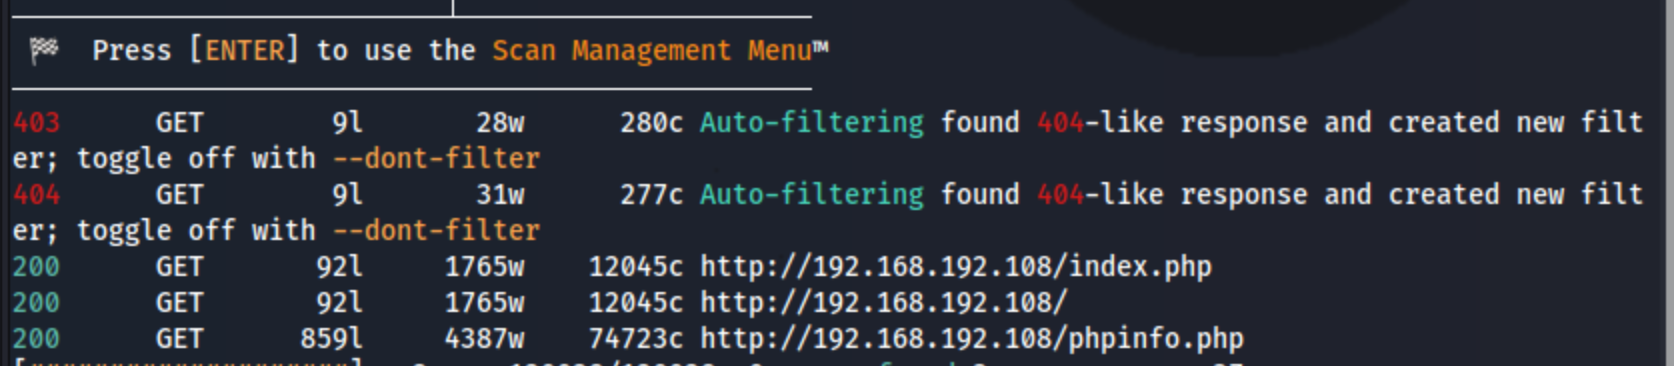 🏁 Press [ENTER] to use the Scan Management Menu™
403 GET 9l 28w 280c Auto-filtering found 404-like response and created new filt
er; toggle off with --dont-filter
404 GET 9l 31w 277c Auto-filtering found 404-like response and created new filt
er; toggle off with --dont-filter
200 GET 92l 1765w 12045c http://192.168.192.108/index.php
200 GET 92l 1765w 12045c http://192.168.192.108/
200 GET 859l 4387w 74723c http://192.168.192.108/phpinfo.php